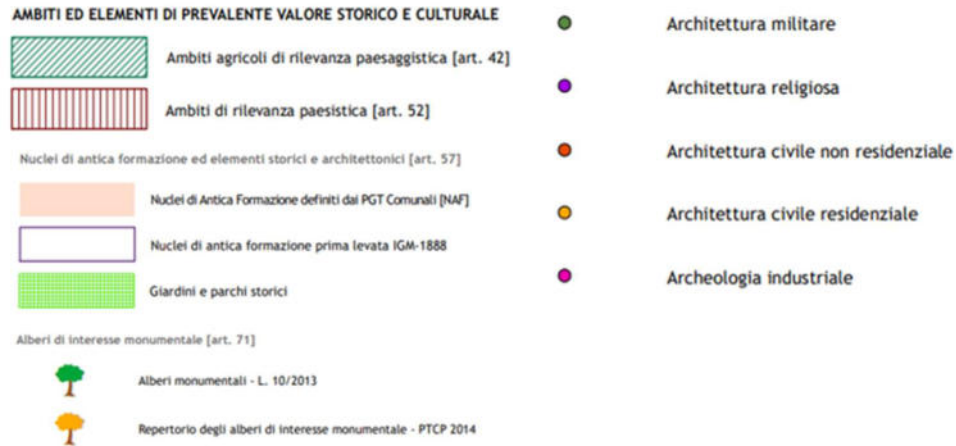 AMBITI ED ELEMENTI DI PREVALENTE VALORE STORICO E CULTURALE
Ambiti agricoli di rilevanza paesaggistica [art. 42]
Ambiti di rilevanza paesistica [art. 52]
Nuclei di antica formazione ed elementi storici e architettonici [art. 57]
Nuclei di Antica Formazione definiti dai PGT Comunali [NAF]
Nuclei di antica formazione prima levata IGM-1888
Giardini e parchi storici
Alberi di interesse monumentale [art. 71]
Alberi monumentali - L. 10/2013
Repertorio degli alberi di interesse monumentale - PTCP 2014
Architettura militare
Architettura religiosa
Architettura civile non residenziale
Architettura civile residenziale
Archeologia industriale